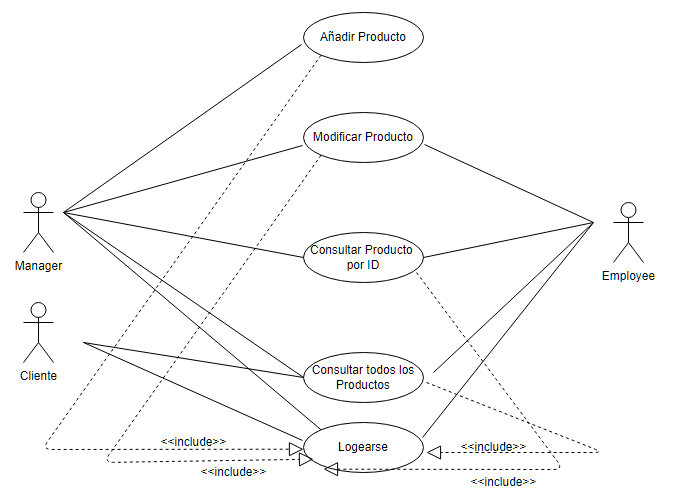 Añadir Producto
Modificar Producto
Manager
Employee
Consultar Producto
por ID
Cliente
Consultar todos los
Productos
Logearse
<<include>>
<<include>>
<<include>>
<<include>>